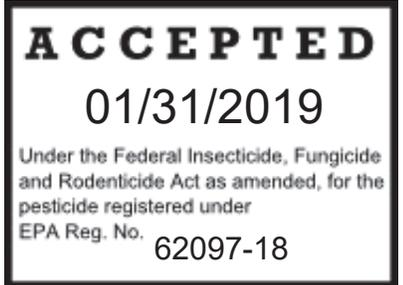 ACCEPTED
01/31/2019
Under the Federal Insecticide, Fungicide
and Rodenticide Act as amended, for the
pesticide registered under
EPA Reg. No. 62097-18